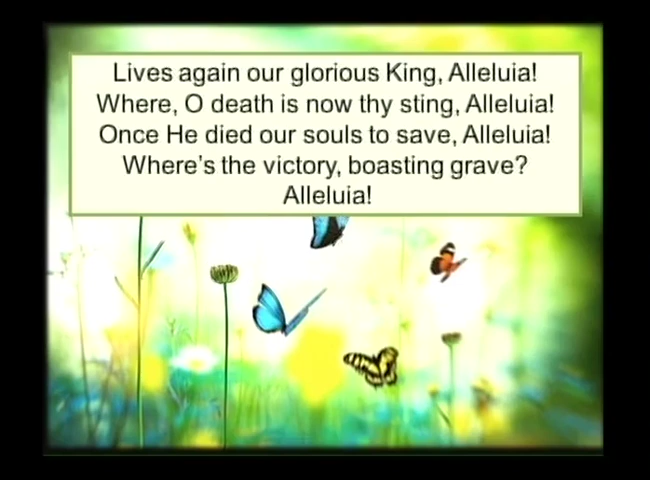 Lives again our glorious King, Alleluia!
Where, O death is now thy sting, Alleluia!
Once He died our souls to save, Alleluia!
Where's the victory, boasting grave?
Alleluia!